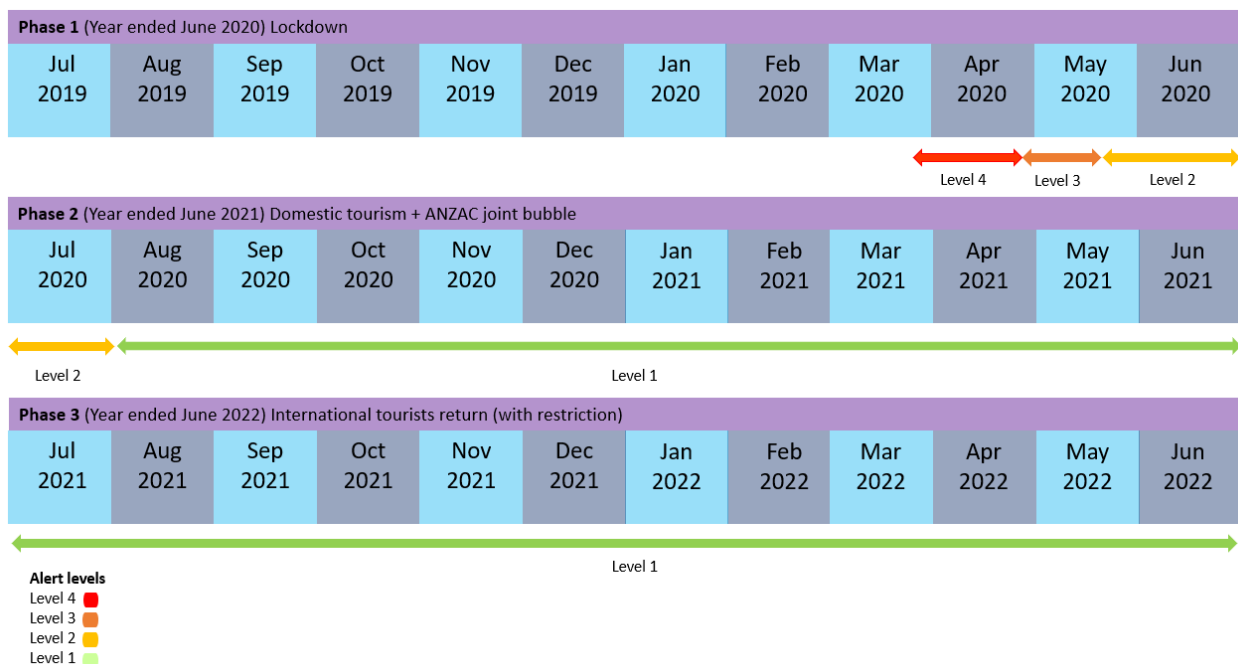 Phase 1 (Year ended June 2020) Lockdown
Jul Aug Sep Oct Nov Dec Jan Feb Mar Apr May Jun
2019 2019 2019 2019 2019 2019 2020 2020 2020 2020 2020 2020
Level 4 Level 3 Level 2
Phase 2 (Year ended June 2021) Domestic tourism + ANZAC joint bubble
Jul Aug Sep Oct Nov Dec Jan Feb Mar Apr May Jun
2020 2020 2020 2020 2020 2020 2021 2021 2021 2021 2021 2021
Level 2 Level 1
Phase 3 (Year ended June 2022) International tourists return (with restriction)
Jul Aug Sep Oct Nov Dec Jan Feb Mar Apr May Jun
2021 2021 2021 2021 2021 2021 2022 2022 2022 2022 2022 2022
Level 1
Alert levels
Level 4
Level 3
Level 2
Level 1